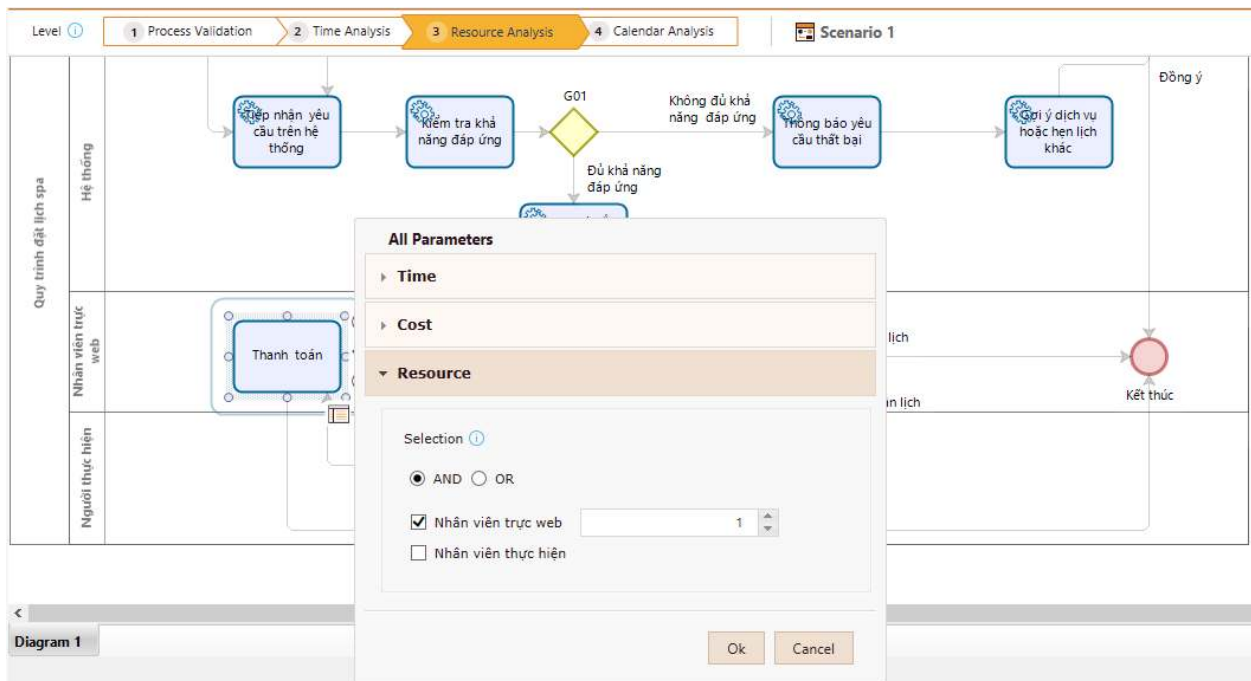 Level
1 Process Validation
2 Time Analysis
3 Resource Analysis
4 Calendar Analysis
Scenario 1
Quy trình đặt lịch spa
Hệ thống
Tiếp nhận yêu
cầu trên hệ
thống
Kiểm tra khả
năng đáp ứng
G01
Không đủ khả
năng đáp ứng
Thông báo yêu
cầu thất bại
Gợi ý dịch vụ
hoặc hẹn lịch
khác
Đồng ý
Đủ khả năng
đáp ứng
Nhân viên trực
web
Thanh toán
lịch
lịch
Kết thúc
Người thực hiện
All Parameters
Time
Cost
Resource
Selection
AND
OR
Nhân viên trực web
1
Nhân viên thực hiện
Ok
Cancel
Diagram 1